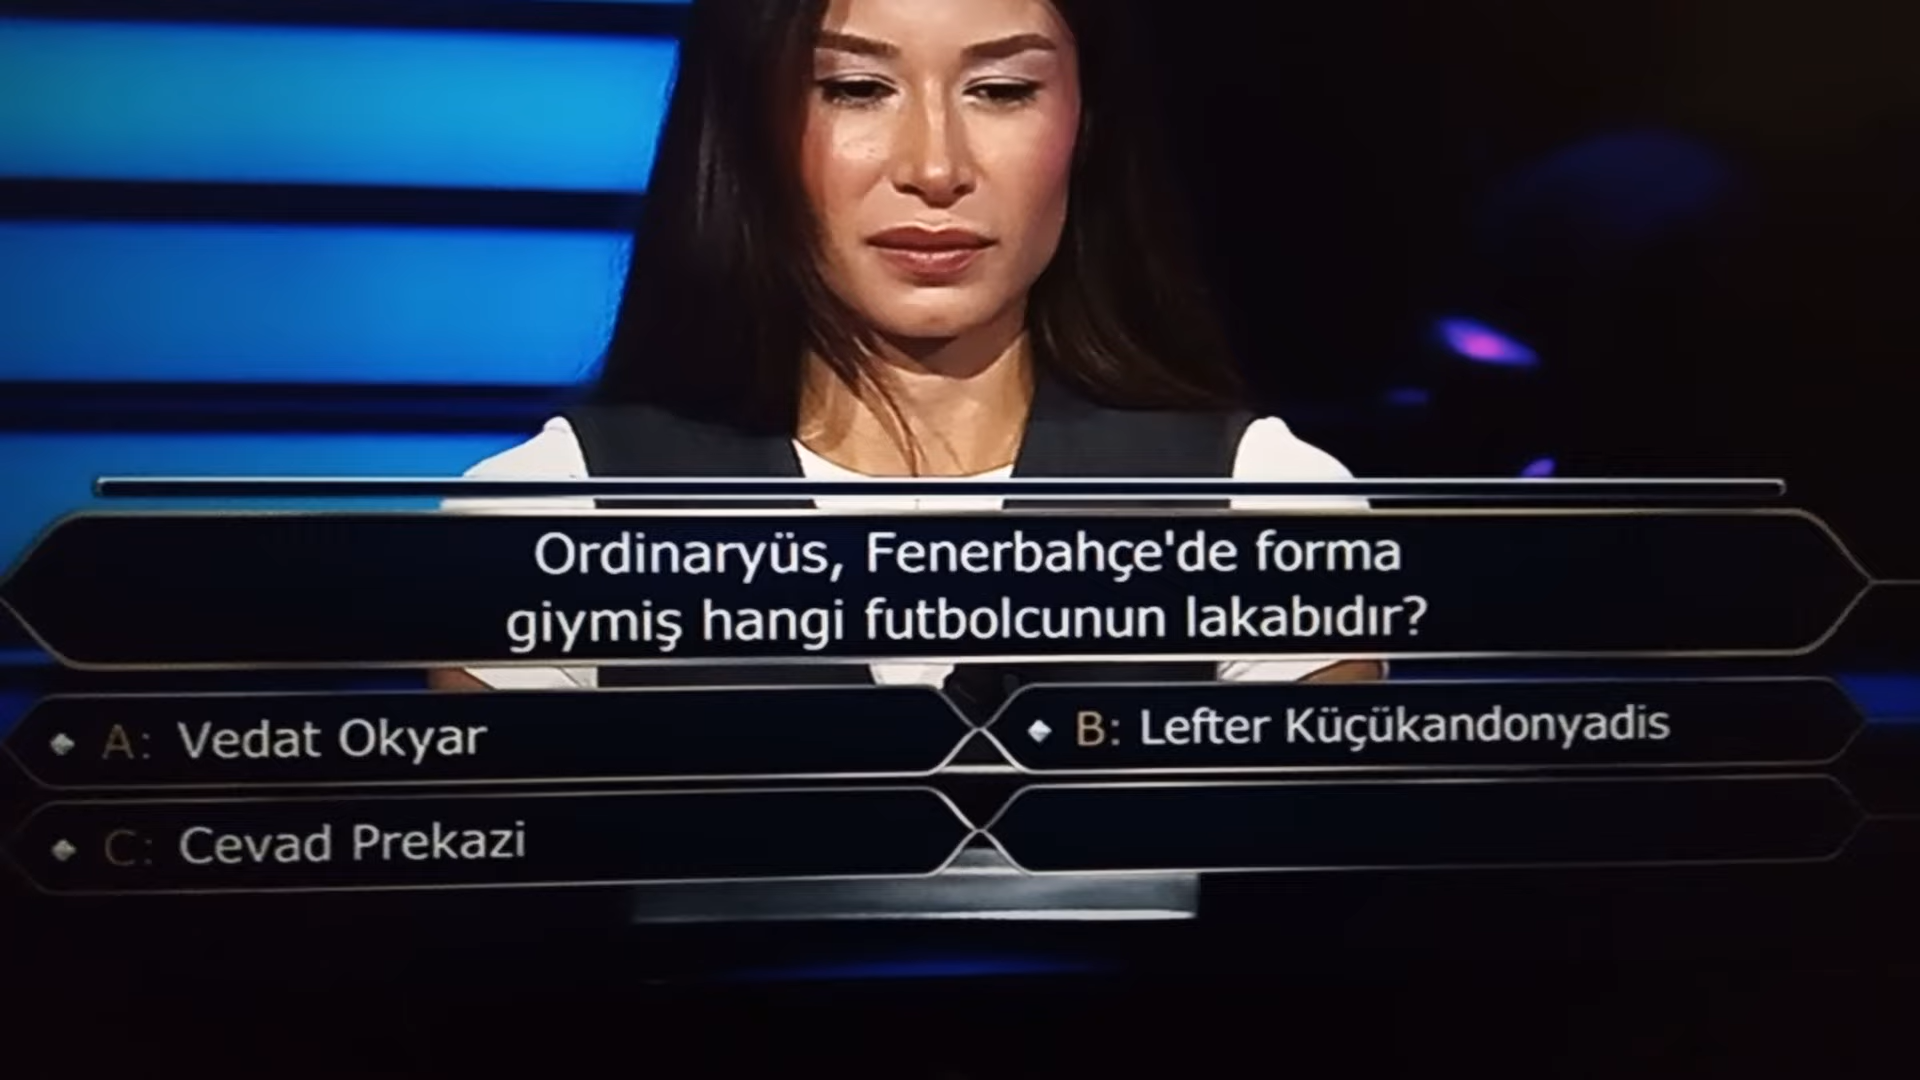 Ordinaryüs, Fenerbahçe'de forma
giymiş hangi futbolcunun lakabıdır?
A: Vedat Okyar
B: Lefter Küçükandonyadis
C: Cevad Prekazi